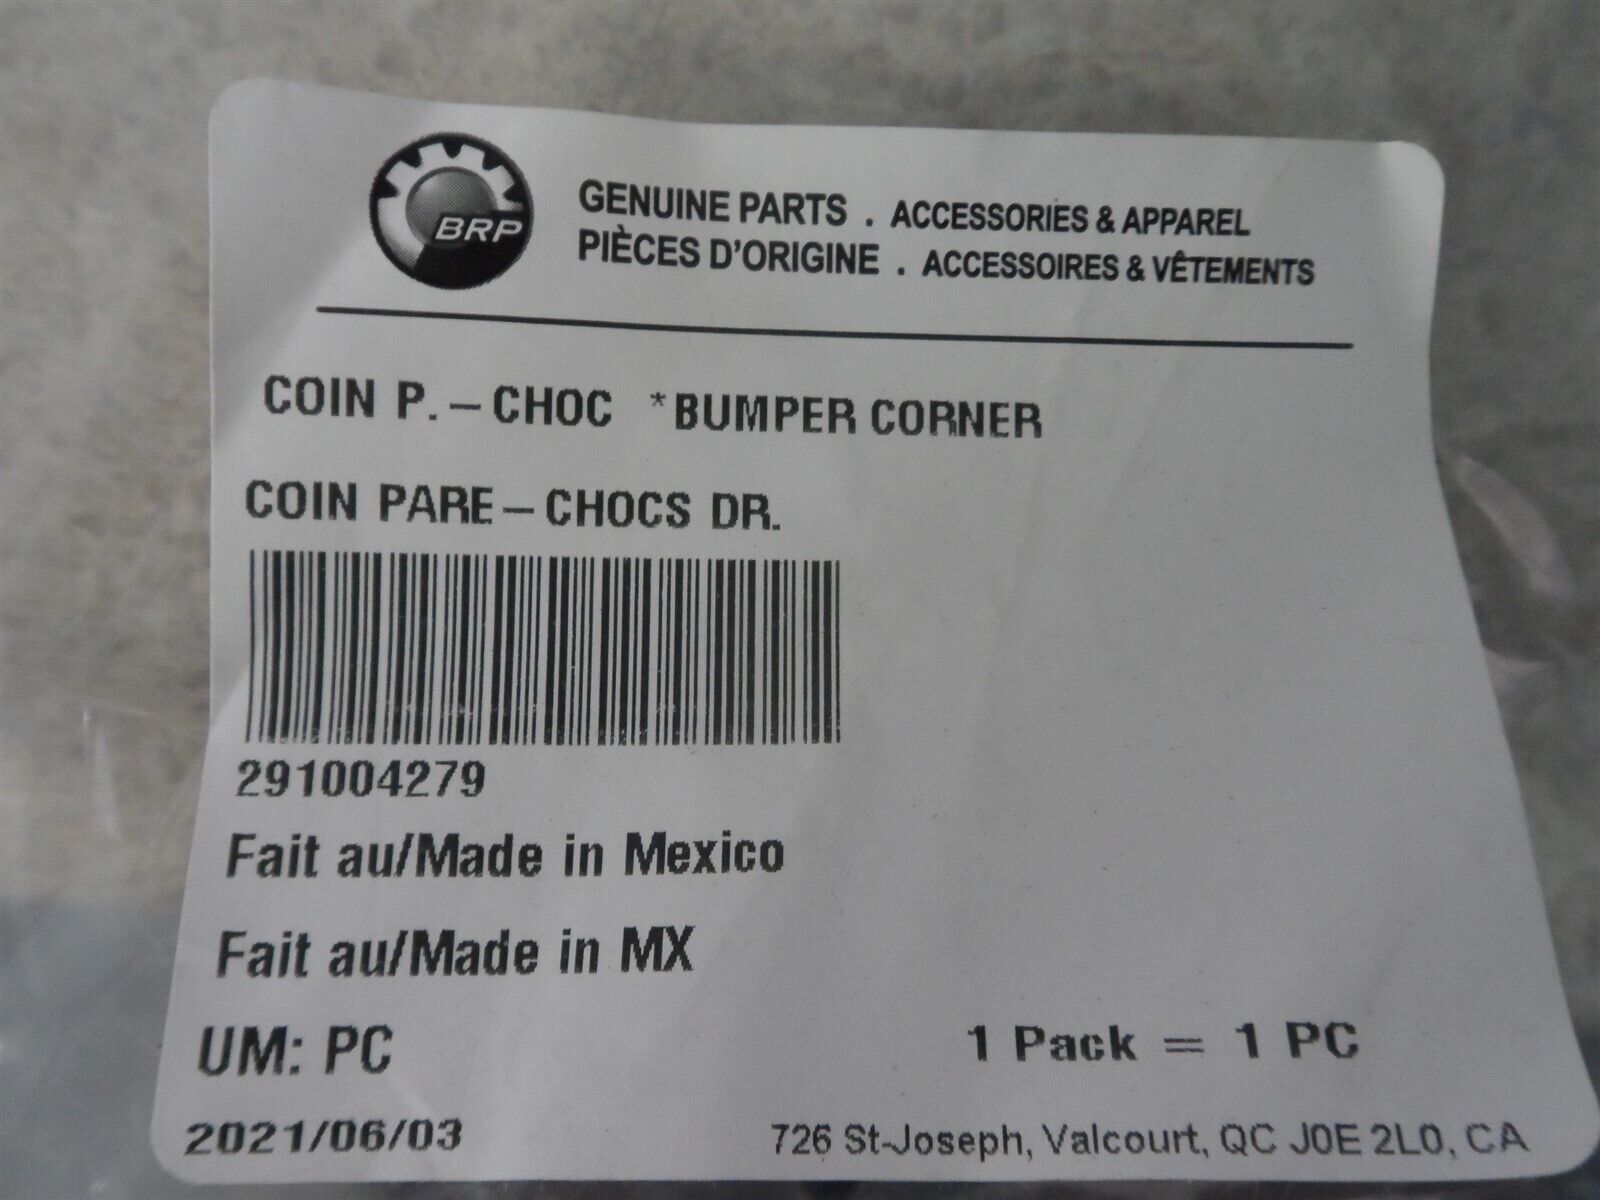 BRP
GENUINE PARTS . ACCESSORIES & APPAREL
PIÈCES D'ORIGINE . ACCESSOIRES & VÊTEMENTS
COIN P.-CHOC *BUMPER CORNER
COIN PARE-CHOCS DR.
291004279
Fait au/Made in Mexico
Fait au/Made in MX
UM: PC 1 Pack = 1 PC
2021/06/03 726 St-Joseph, Valcourt, QC J0E 2L0, CA